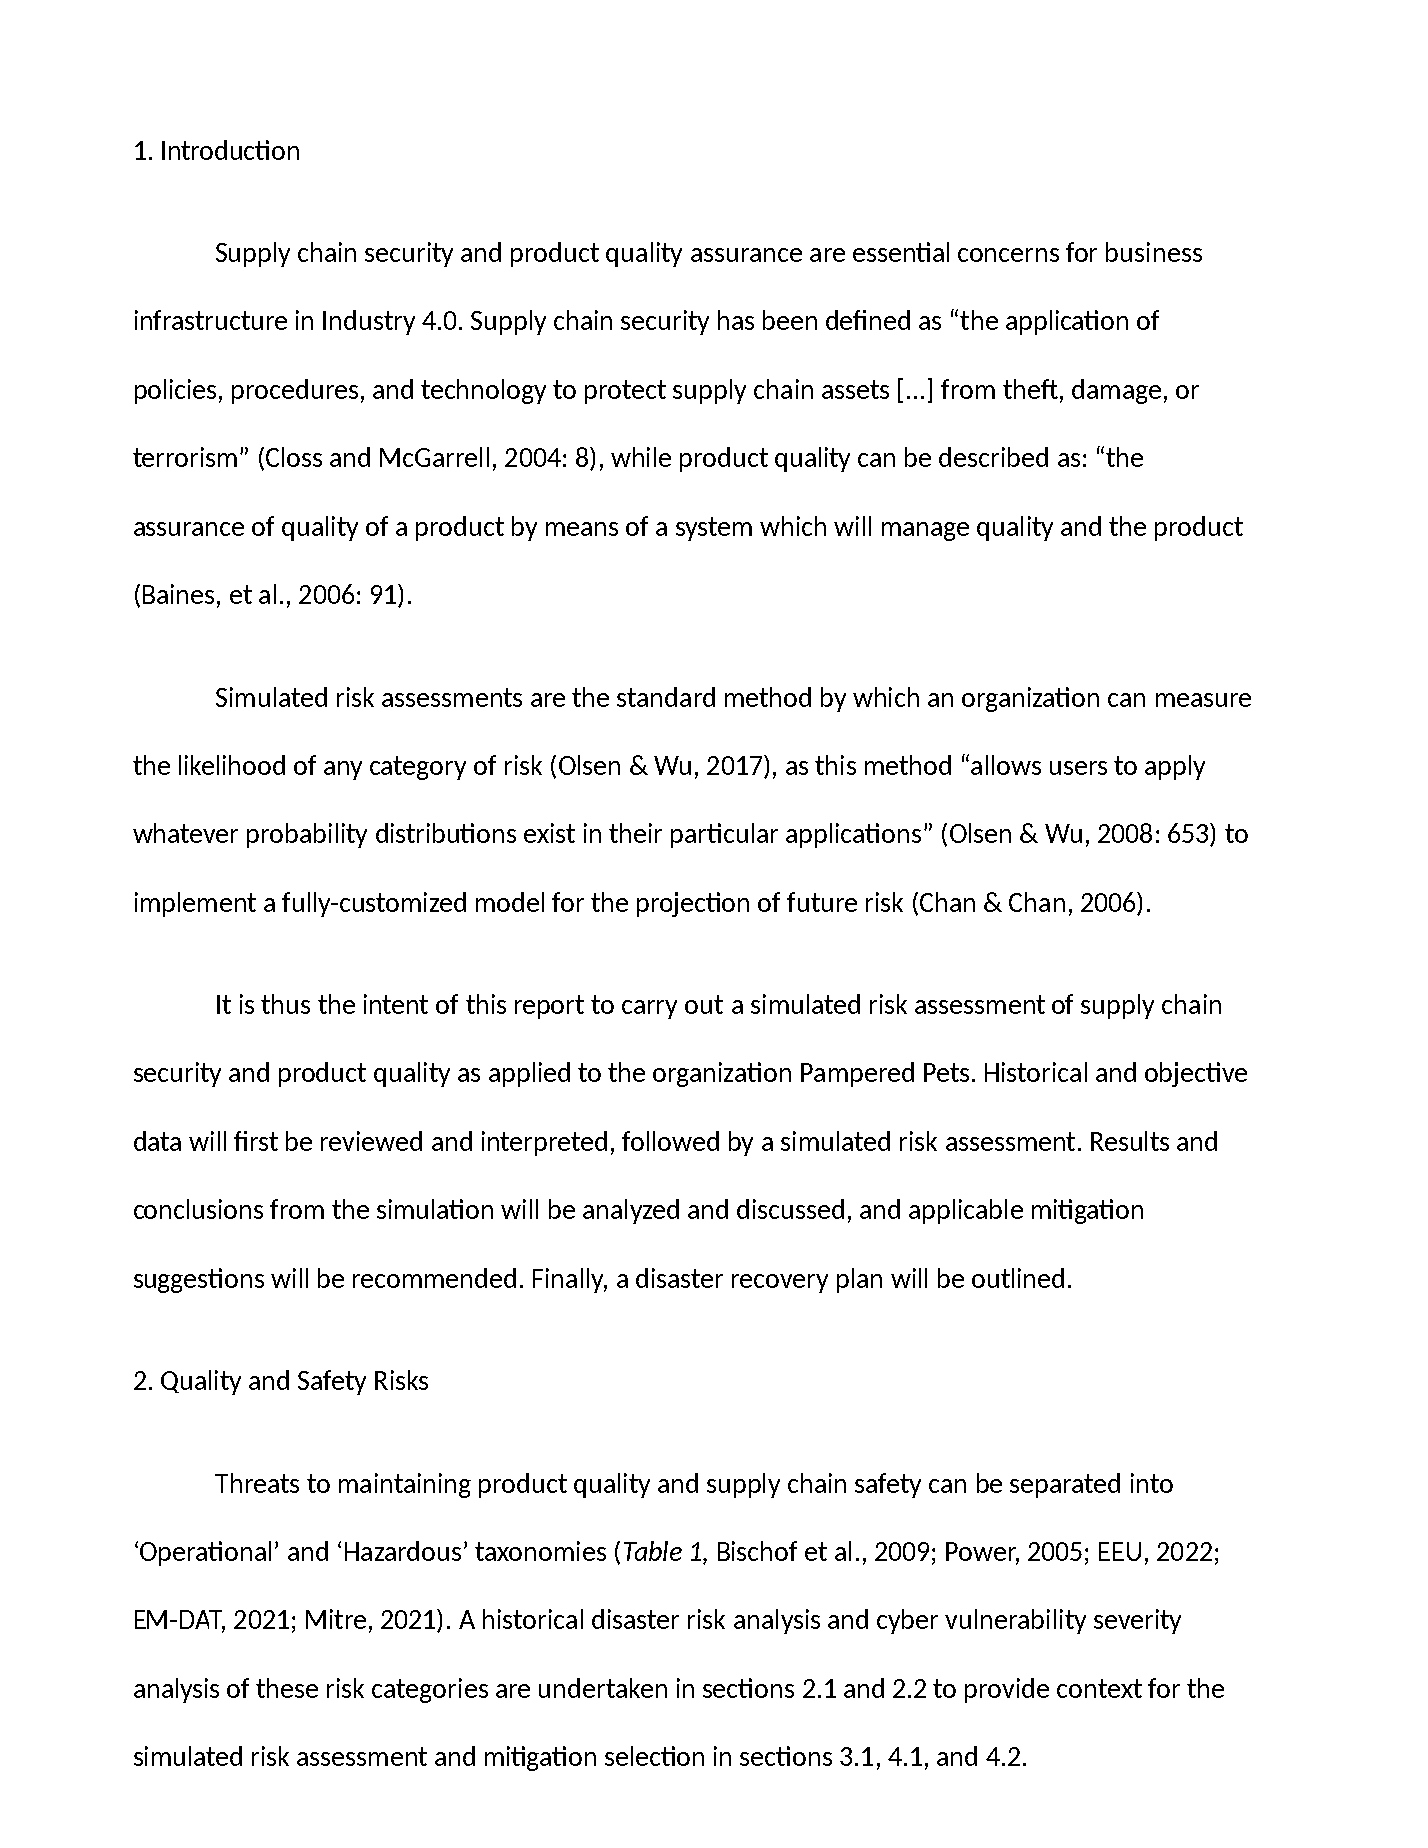 1. Introduction
Supply chain security and product quality assurance are essential concerns for business
infrastructure in Industry 4.0. Supply chain security has been defined as “the application of
policies, procedures, and technology to protect supply chain assets [...] from theft, damage, or
terrorism” (Closs and McGarrell, 2004: 8), while product quality can be described as: “the
assurance of quality of a product by means of a system which will manage quality and the product
(Baines, et al., 2006: 91).
Simulated risk assessments are the standard method by which an organization can measure
the likelihood of any category of risk (Olsen & Wu, 2017), as this method “allows users to apply
whatever probability distributions exist in their particular applications” (Olsen & Wu, 2008: 653) to
implement a fully-customized model for the projection of future risk (Chan & Chan, 2006).
It is thus the intent of this report to carry out a simulated risk assessment of supply chain
security and product quality as applied to the organization Pampered Pets. Historical and objective
data will first be reviewed and interpreted, followed by a simulated risk assessment. Results and
conclusions from the simulation will be analyzed and discussed, and applicable mitigation
suggestions will be recommended. Finally, a disaster recovery plan will be outlined.
2. Quality and Safety Risks
Threats to maintaining product quality and supply chain safety can be separated into
‘Operational’ and ‘Hazardous’ taxonomies (Table 1, Bischof et al., 2009; Power, 2005; EEU, 2022;
EM-DAT, 2021; Mitre, 2021). A historical disaster risk analysis and cyber vulnerability severity
analysis of these risk categories are undertaken in sections 2.1 and 2.2 to provide context for the
simulated risk assessment and mitigation selection in sections 3.1, 4.1, and 4.2.